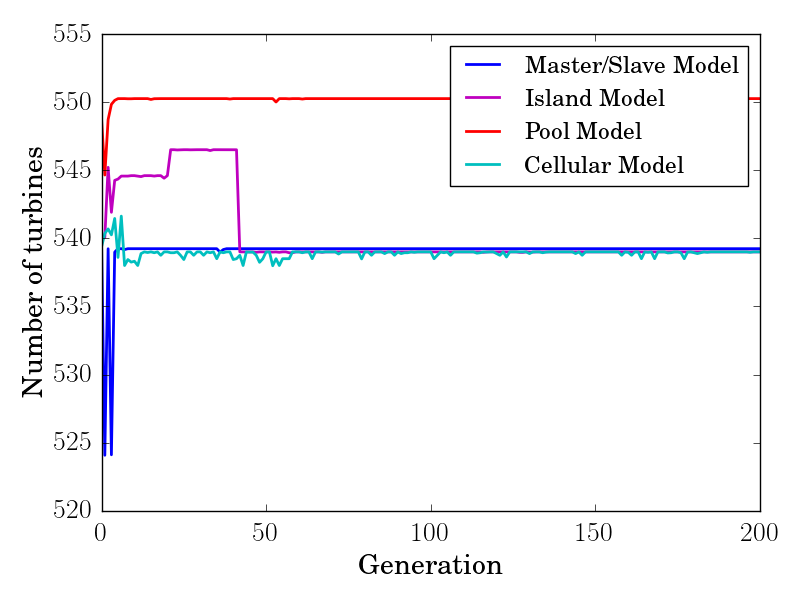 555
550
545
540
535
530
525
520
Number of turbines
0
50
100
150
200
Generation
Master/Slave Model
Island Model
Pool Model
Cellular Model